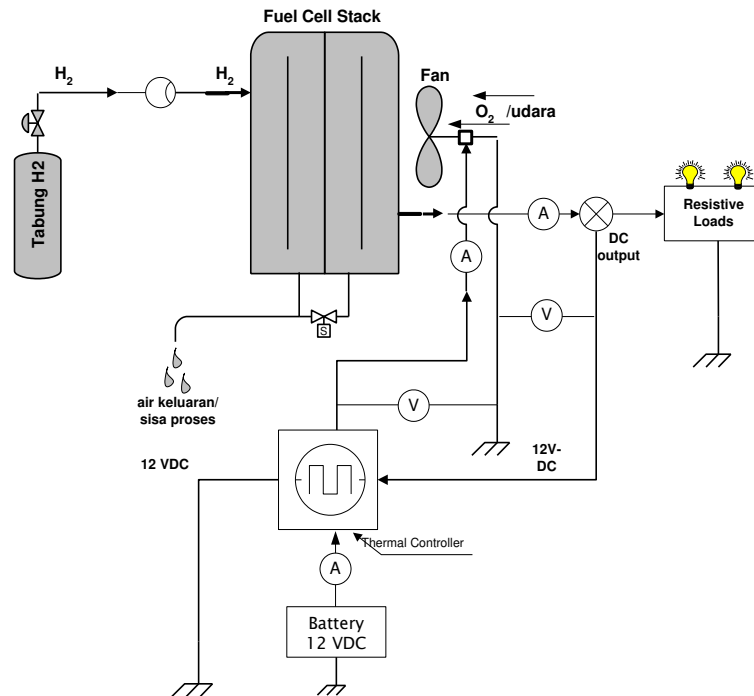 Fuel Cell Stack
H2
H2
Fan
O2 /udara
Tabung H2
A
Resistive
Loads
DC
output
A
V
S
air keluaran/
sisa proses
V
12 VDC
12V-
DC
Thermal Controller
A
Battery
12 VDC